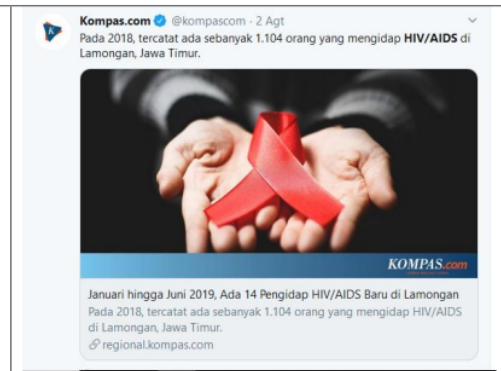 Kompas.com @kompascom · 2 Agt
Pada 2018, tercatat ada sebanyak 1.104 orang yang mengidap HIV/AIDS di
Lamongan, Jawa Timur.
KOMPAS.com
Januari hingga Juni 2019, Ada 14 Pengidap HIV/AIDS Baru di Lamongan
Pada 2018, tercatat ada sebanyak 1.104 orang yang mengidap HIV/AIDS
di Lamongan, Jawa Timur.
regional.kompas.com